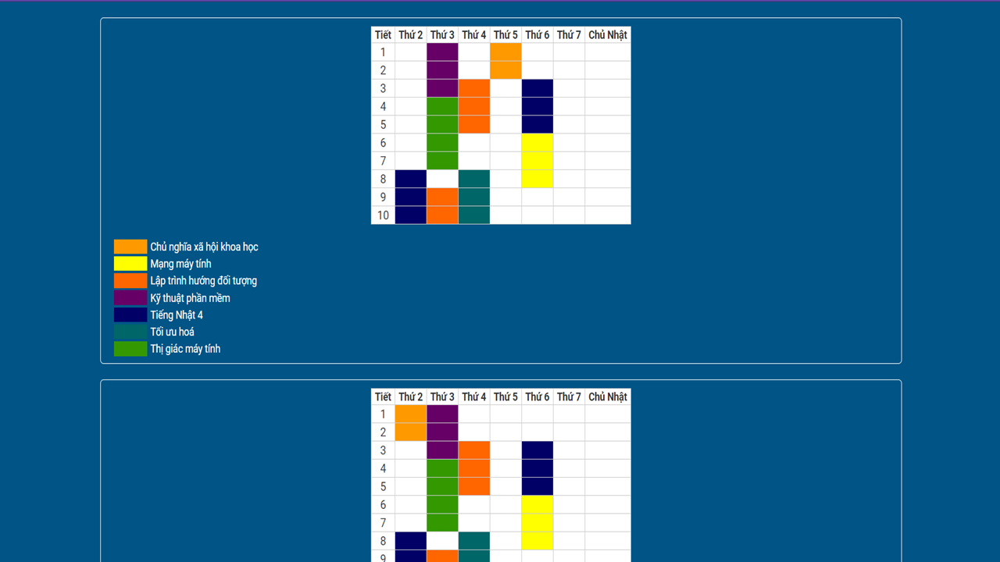 Tiết Thứ 2 Thứ 3 Thứ 4 Thứ 5 Thứ 6 Thứ 7 Chủ Nhật
1
2
3
4
5
6
7
8
9
10
Chủ nghĩa xã hội khoa học
Mạng máy tính
Lập trình hướng đối tượng
Kỹ thuật phần mềm
Tiếng Nhật 4
Tối ưu hoá
Thị giác máy tính
Tiết Thứ 2 Thứ 3 Thứ 4 Thứ 5 Thứ 6 Thứ 7 Chủ Nhật
1
2
3
4
5
6
7
8
9